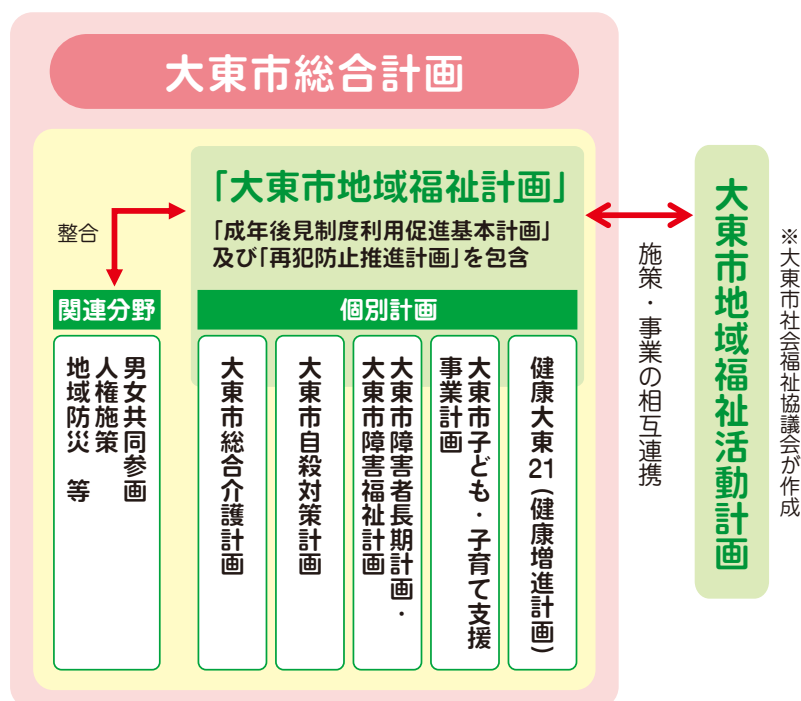 大東市総合計画
「大東市地域福祉計画」
「成年後見制度利用促進基本計画」
及び「再犯防止推進計画」を包含
整合
関連分野
男女共同参画
人権施策
地域防災　等
個別計画
大東市総合介護計画
大東市自殺対策計画
大東市障害者長期計画・
大東市障害福祉計画
大東市子ども・子育て支援
事業計画
健康大東21(健康増進計画)
施策・事業の相互連携
大東市地域福祉活動計画
※大東市社会福祉協議会が作成